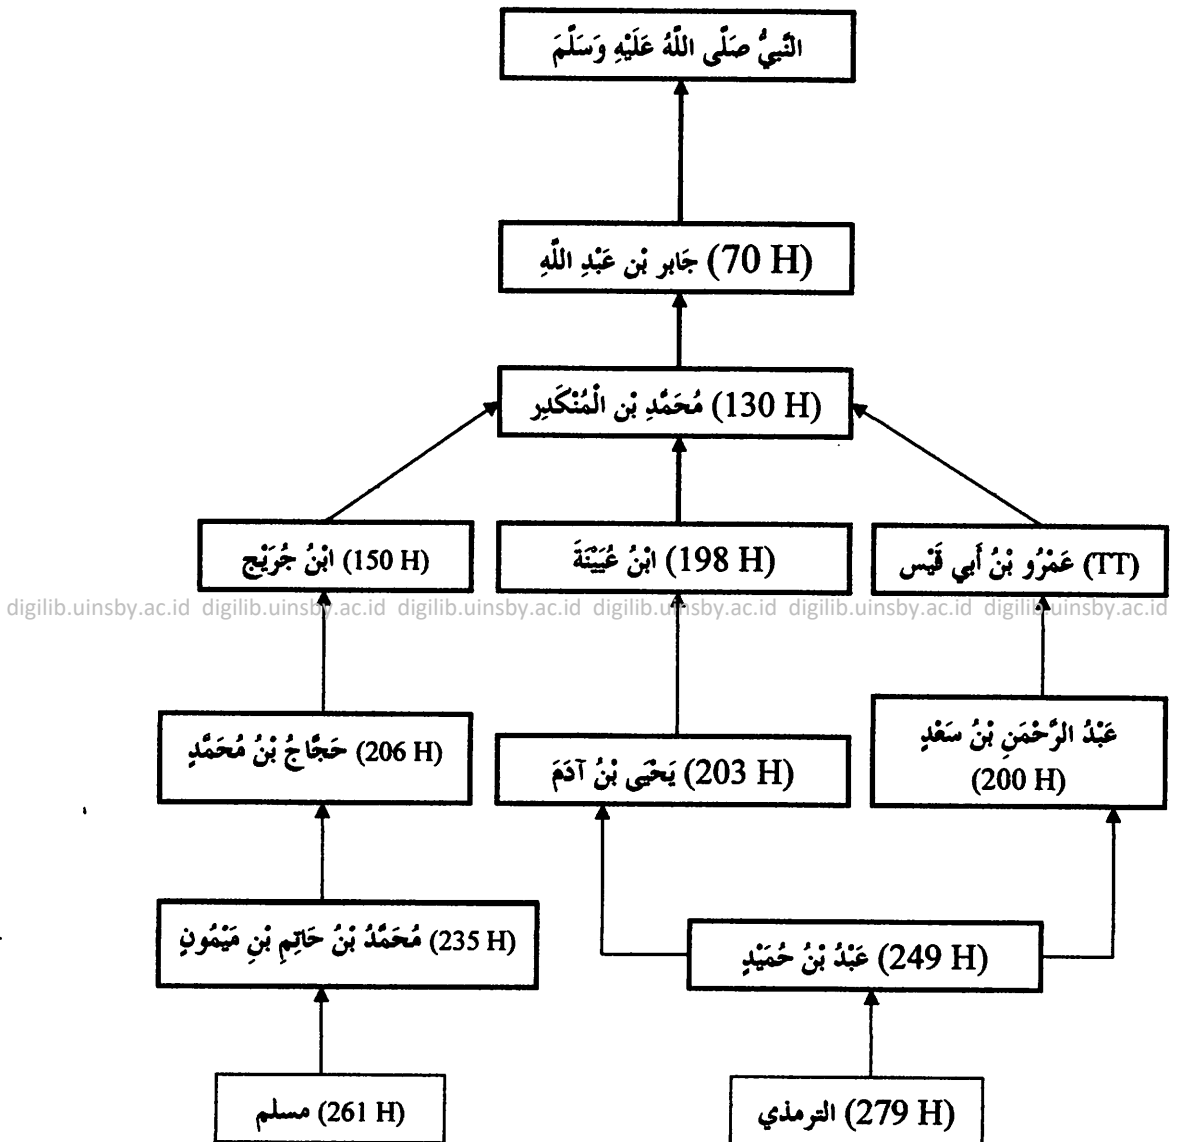 النَّبِيُّ صَلَّى اللَّهُ عَلَيْهِ وَسَلَّمَ
جَابِرِ بْنِ عَبْدِ اللَّهِ (70 H)
مُحَمَّدِ بْنِ الْمُنْكَدِرِ (130 H)
ابْنُ جُرَيْجٍ (150 H)
ابْنُ عُيَيْنَةَ (198 H)
عَمْرُو بْنُ أَبِي قَيْسٍ (TT)
digilib.uinsby.ac.id digilib.uinsby.ac.id digilib.uinsby.ac.id digilib.uinsby.ac.id digilib.uinsby.ac.id digilib.uinsby.ac.id
حَجَّاجُ بْنُ مُحَمَّدٍ (206 H)
يَحْيَى بْنُ آدَمَ (203 H)
عَبْدُ الرَّحْمَنِ بْنُ سَعْدٍ
(200 H)
مُحَمَّدُ بْنُ حَاتِمِ بْنِ مَيْمُونٍ (235 H)
عَبْدُ بْنُ حُمَيْدٍ (249 H)
مسلم (261 H)
الترمذي (279 H)